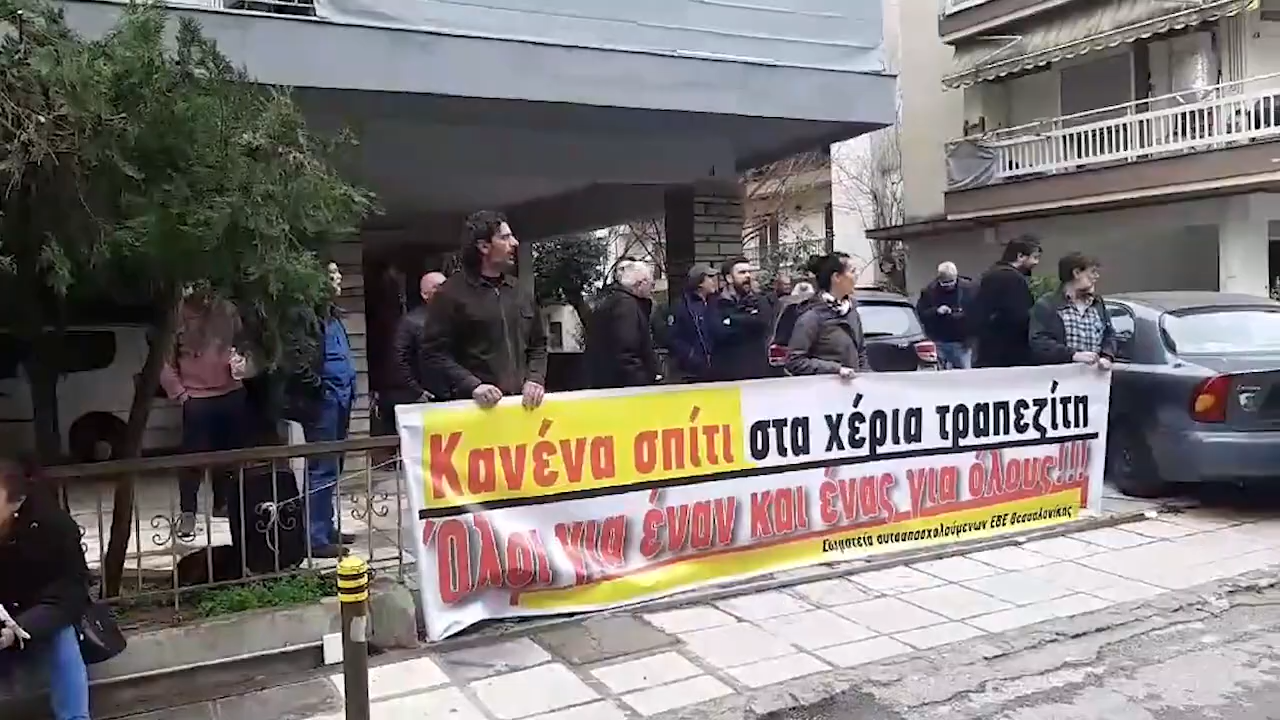 Κανένα σπίτι στα χέρια τραπεζίτη
Όλοι για έναν και ένας για όλους!!!
Σωματεία αυτοαπασχολούμενων ΕΒΕ Θεσσαλονίκης